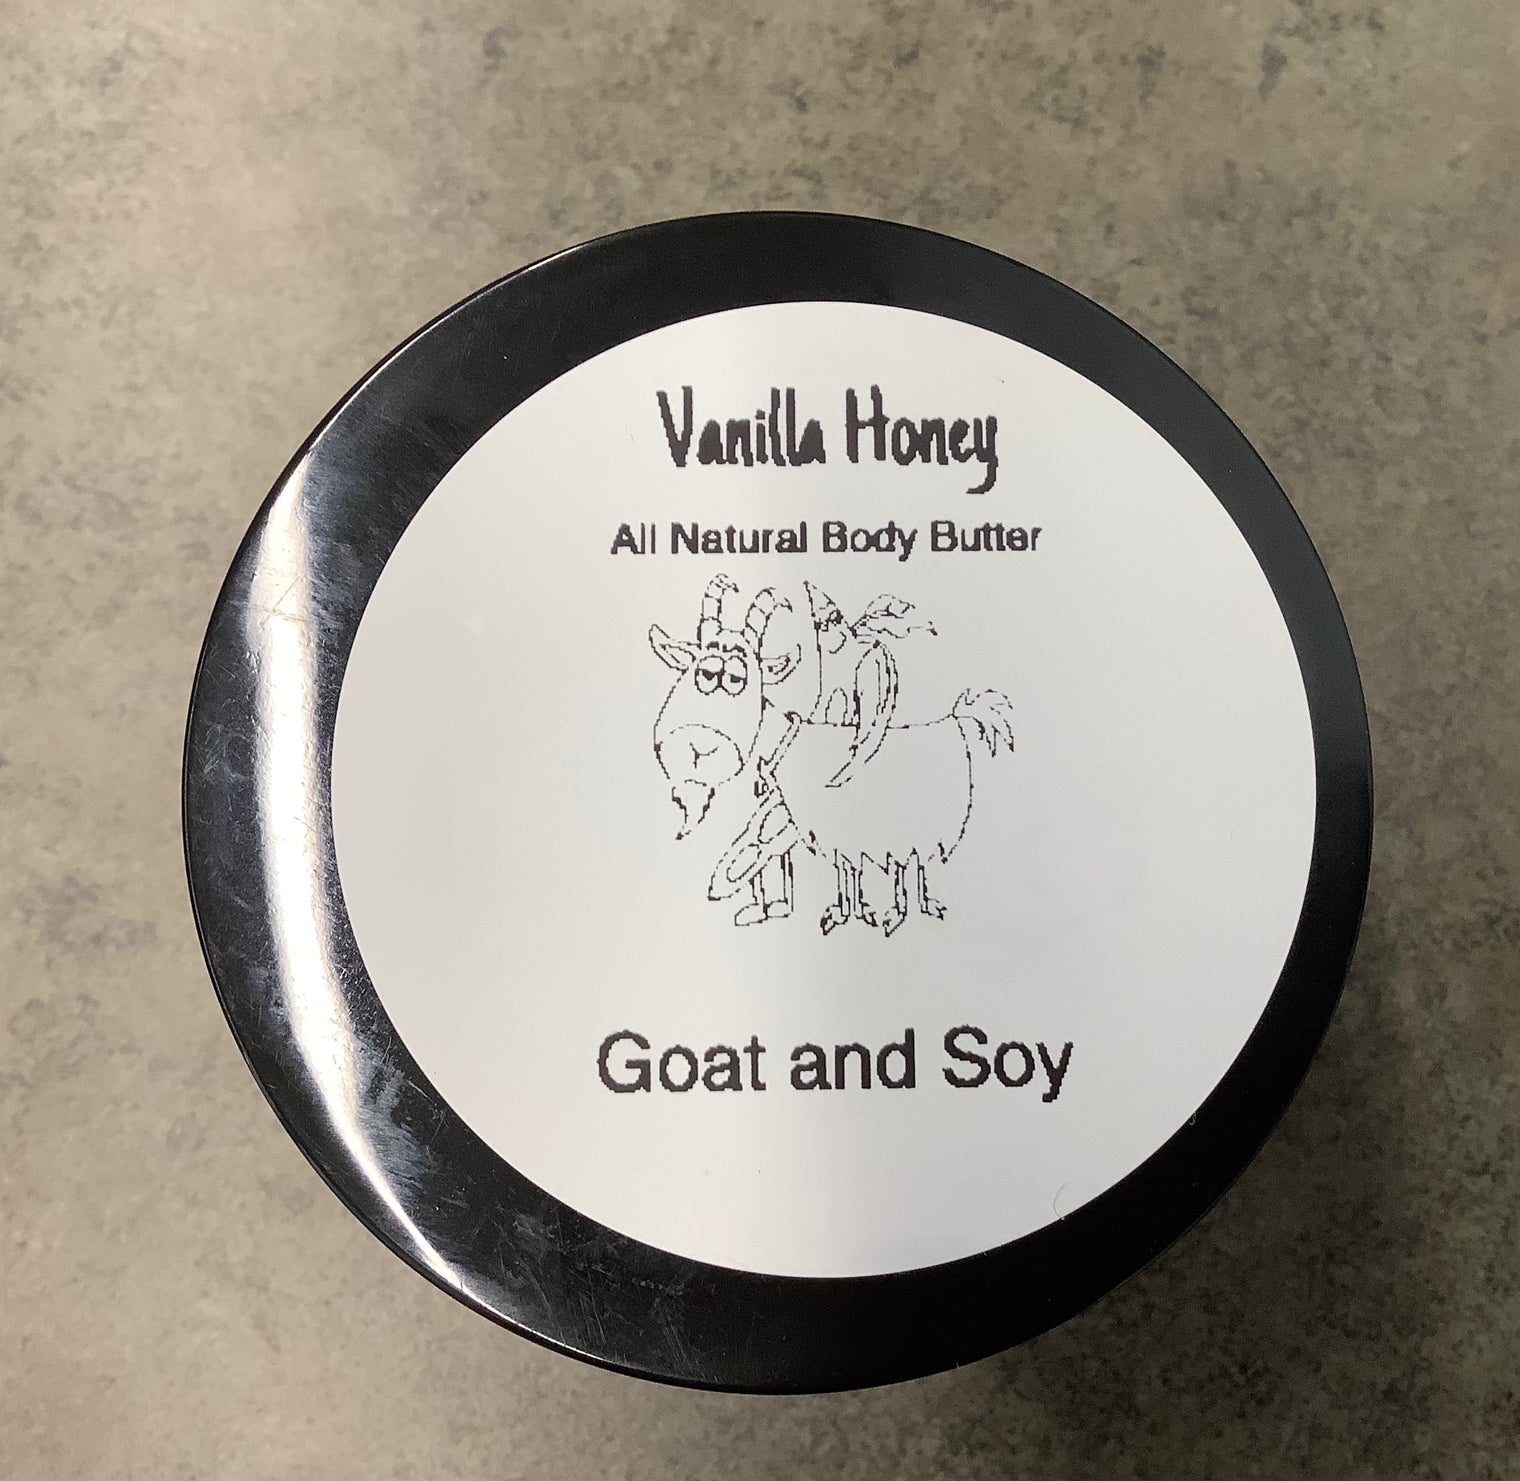 Vanilla Honey
All Natural Body Butter
Goat and Soy